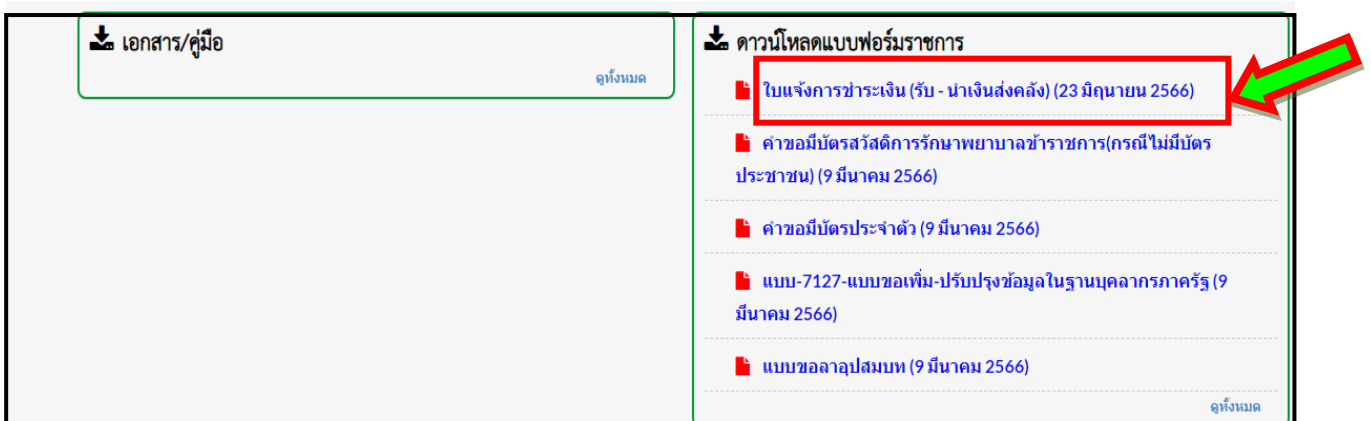 เอกสาร/คู่มือ
ดูทั้งหมด
ดาวน์โหลดแบบฟอร์มราชการ
ใบแจ้งการชำระเงิน (รับ - นำเงินส่งคลัง) (23 มิถุนายน 2566)
คำขอมีบัตรสวัสดิการรักษาพยาบาลข้าราชการ(กรณีไม่มีบัตร
ประชาชน) (9 มีนาคม 2566)
คำขอมีบัตรประจำตัว (9 มีนาคม 2566)
แบบ-7127-แบบขอเพิ่ม-ปรับปรุงข้อมูลในฐานบุคลากรภาครัฐ (9
มีนาคม 2566)
แบบขอลาอุปสมบท (9 มีนาคม 2566)
ดูทั้งหมด